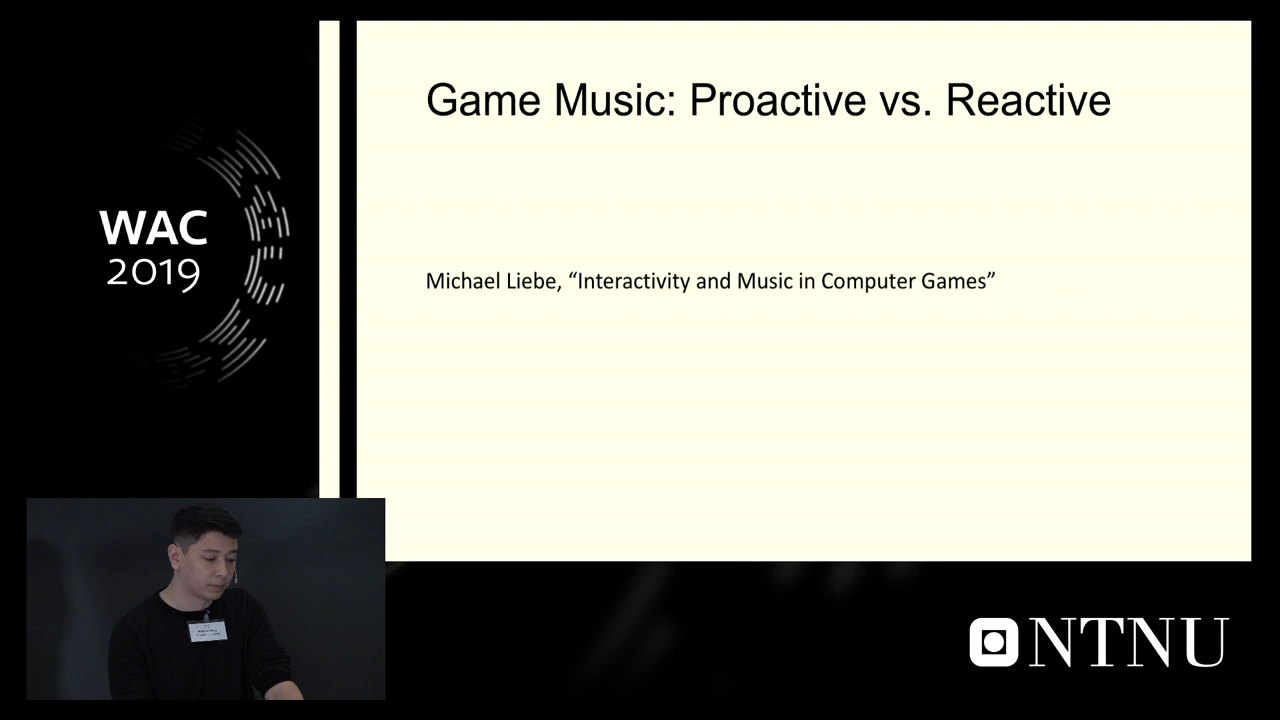 Game Music: Proactive vs. Reactive
WAC
2019
Michael Liebe, “Interactivity and Music in Computer Games”
NTNU